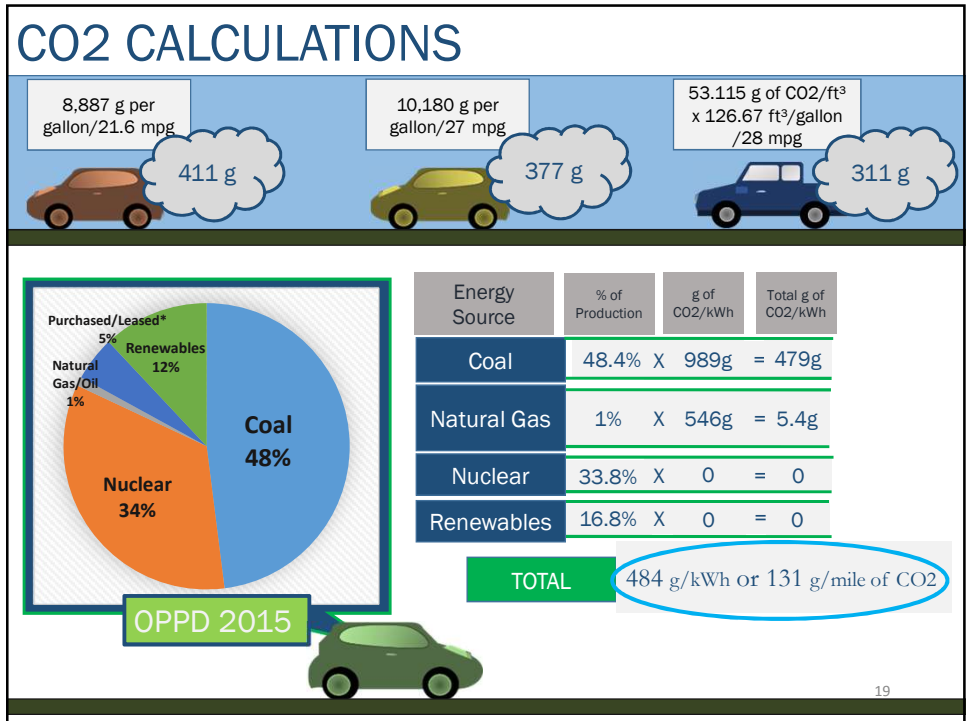 CO2 CALCULATIONS
8,887 g per
gallon/21.6 mpg
411 g
10,180 g per
gallon/27 mpg
377 g
53.115 g of CO2/ft³
x 126.67 ft³/gallon
/28 mpg
311 g
Purchased/Leased*
5%
Renewables
12%
Natural
Gas/Oil
1%
Coal
48%
Nuclear
34%
OPPD 2015
Energy
Source
% of
Production
g of
CO2/kWh
Total g of
CO2/kWh
Coal 48.4% X 989g = 479g
Natural Gas 1% X 546g = 5.4g
Nuclear 33.8% X 0 = 0
Renewables 16.8% X 0 = 0
TOTAL 484 g/kWh or 131 g/mile of CO2
19